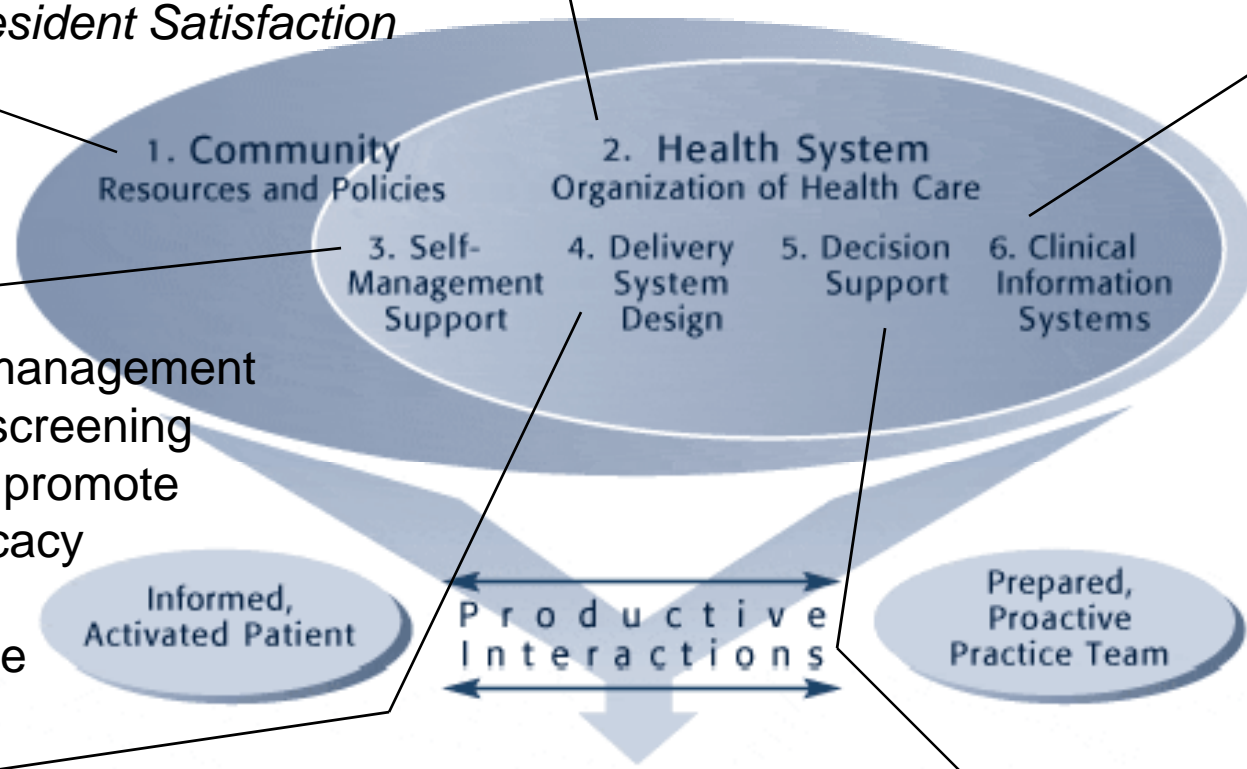 esident Satisfaction
1. Community
Resources and Policies
2. Health System
Organization of Health Care
3. Self-
Management
Support
4. Delivery
System
Design
5. Decision
Support
6. Clinical
Information
Systems
management
screening
promote
cacy
e
Informed,
Activated Patient
Productive
Interactions
Prepared,
Proactive
Practice Team